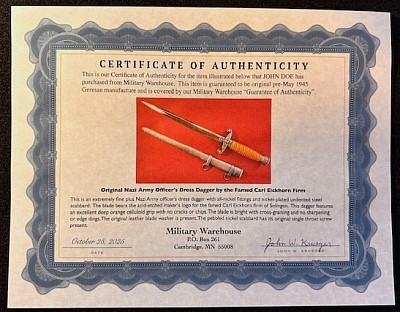 CERTIFICATE OF AUTHENTICITY
This is our Certificate of Authenticity for the item illustrated below that JOHN DOE has
purchased from Military Warehouse. This item is guaranteed to be original pre-May 1945
German manufacture and is covered by our Military Warehouse "Guarantee of Authenticity".
Original Nazi Army Officer's Dress Dagger by the Famed Carl Eickhorn Firm
This is an extremely fine plus Nazi Army Officer's dress dagger with all-nickel fittings and nickel-plated undented steel
scabbard. The blade bears the acid-etched maker's logo for the famed Carl Eickhorn firm of Solingen. This dagger features
an excellent deep orange celluloid grip with no cracks or chips. The blade is bright with cross-graining and no sharpening
or edge dings. The original leather blade washer is present. The pebbled nickel scabbard has its original single throat screw
present.
Military Warehouse
P.O. Box 261
Cambridge, MN 55008
October 28, 2025
DATE
John W. Krueger
JOHN W. KRUEGER